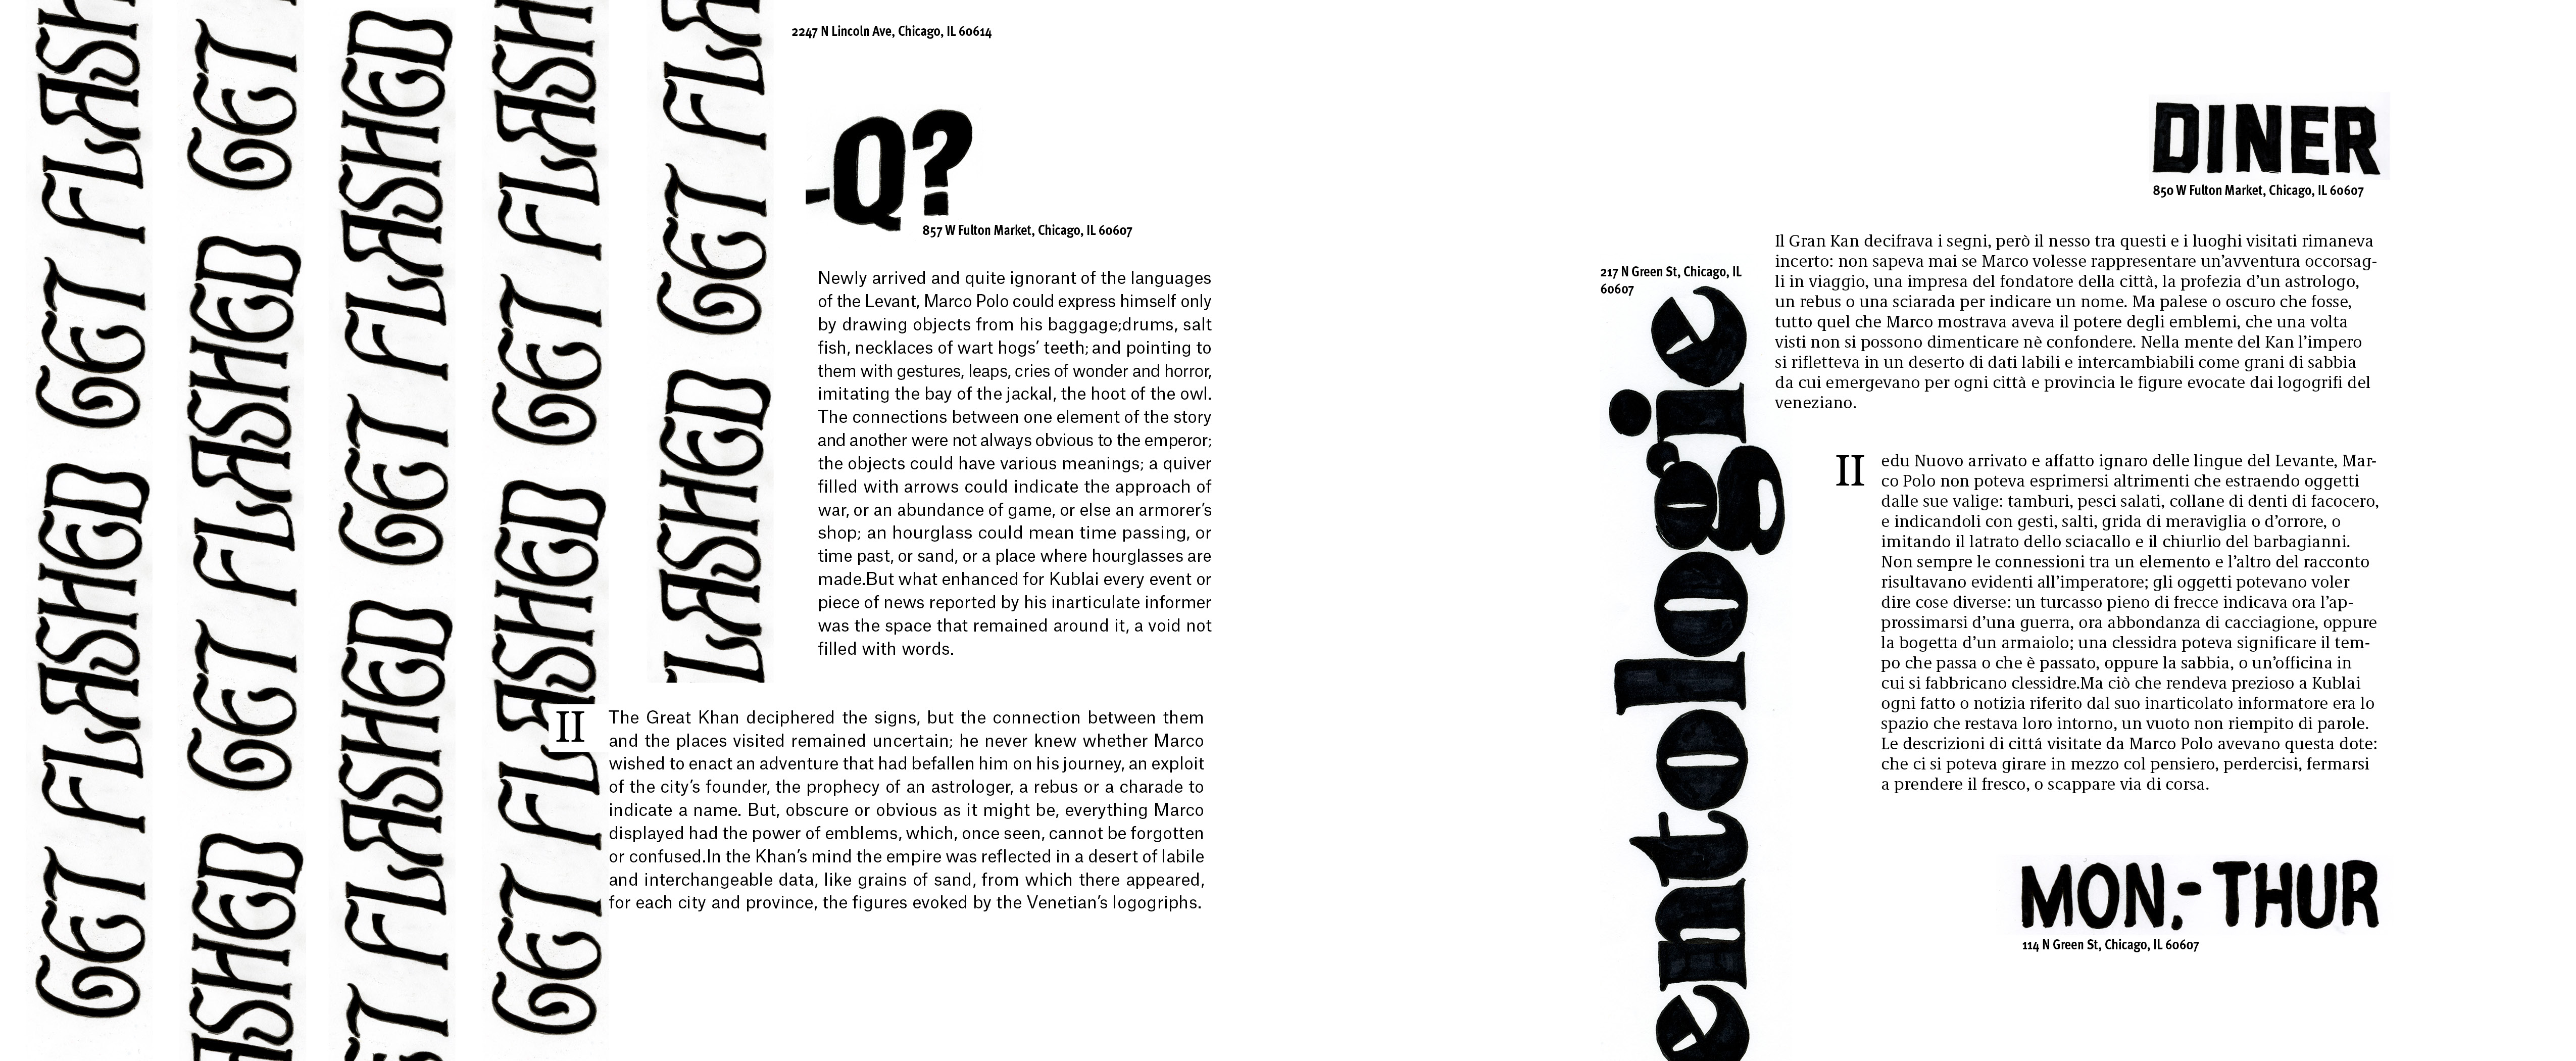 GET FLASH
GET FLASHED
GET FLASHED
GET
FLASHED
GET FLASHED
ASHED
GET FLASHED
GET FLASHED
GET FLASH
GET FLASHED
GET FLA
GET FLASHED
2247 N Lincoln Ave, Chicago, IL 60614
-Q?
857 W Fulton Market, Chicago, IL 60607
Newly arrived and quite ignorant of the languages
of the Levant, Marco Polo could express himself only
by drawing objects from his baggage;drums, salt
fish, necklaces of wart hogs’ teeth; and pointing to
them with gestures, leaps, cries of wonder and horror,
imitating the bay of the jackal, the hoot of the owl.
The connections between one element of the story
and another were not always obvious to the emperor;
the objects could have various meanings; a quiver
filled with arrows could indicate the approach of
war, or an abundance of game, or else an armorer’s
shop; an hourglass could mean time passing, or
time past, or sand, or a place where hourglasses are
made.But what enhanced for Kublai every event or
piece of news reported by his inarticulate informer
was the space that remained around it, a void not
filled with words.
II
The Great Khan deciphered the signs, but the connection between them
and the places visited remained uncertain; he never knew whether Marco
wished to enact an adventure that had befallen him on his journey, an exploit
of the city’s founder, the prophecy of an astrologer, a rebus or a charade to
indicate a name. But, obscure or obvious as it might be, everything Marco
displayed had the power of emblems, which, once seen, cannot be forgotten
or confused.In the Khan’s mind the empire was reflected in a desert of labile
and interchangeable data, like grains of sand, from which there appeared,
for each city and province, the figures evoked by the Venetian’s logogriphs.
217 N Green St, Chicago, IL
60607
entologie
DINER
850 W Fulton Market, Chicago, IL 60607
Il Gran Kan decifrava i segni, però il nesso tra questi e i luoghi visitati rimaneva
incerto: non sapeva mai se Marco volesse rappresentare un’avventura occorsag-
li in viaggio, una impresa del fondatore della città, la profezia d’un astrologo,
un rebus o una sciarada per indicare un nome. Ma palese o oscuro che fosse,
tutto quel che Marco mostrava aveva il potere degli emblemi, che una volta
visti non si possono dimenticare nè confondere. Nella mente del Kan l’impero
si rifletteva in un deserto di dati labili e intercambiabili come grani di sabbia
da cui emergevano per ogni città e provincia le figure evocate dai logogrifi del
veneziano.
II
edu Nuovo arrivato e affatto ignaro delle lingue del Levante, Mar-
co Polo non poteva esprimersi altrimenti che estraendo oggetti
dalle sue valige: tamburi, pesci salati, collane di denti di facocero,
e indicandoli con gesti, salti, grida di meraviglia o d’orrore, o
imitando il latrato dello sciacallo e il chiurlio del barbagianni.
Non sempre le connessioni tra un elemento e l’altro del racconto
risultavano evidenti all’imperatore; gli oggetti potevano voler
dire cose diverse: un turcasso pieno di frecce indicava ora l’ap-
prossimarsi d’una guerra, ora abbondanza di cacciagione, oppure
la bogetta d’un armaiolo; una clessidra poteva significare il tem-
po che passa o che è passato, oppure la sabbia, o un’officina in
cui si fabbricano clessidre.Ma ciò che rendeva prezioso a Kublai
ogni fatto o notizia riferito dal suo inarticolato informatore era lo
spazio che restava loro intorno, un vuoto non riempito di parole.
Le descrizioni di cittá visitate da Marco Polo avevano questa dote:
che ci si poteva girare in mezzo col pensiero, perdercisi, fermarsi
a prendere il fresco, o scappare via di corsa.
MON.,-THUR
114 N Green St, Chicago, IL 60607